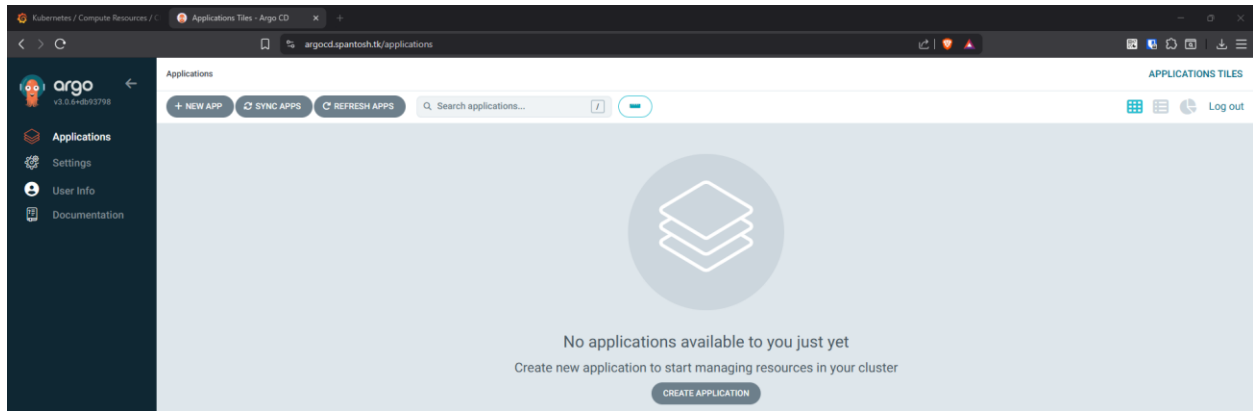 Kubernetes / Compute Resources / C
Applications Tiles - Argo CD
argocd.spantosh.tk/applications
argo
v3.0.6+db93798
Applications
Settings
User Info
Documentation
Applications
APPLICATIONS TILES
+ NEW APP
SYNC APPS
REFRESH APPS
Search applications...
/
Log out
No applications available to you just yet
Create new application to start managing resources in your cluster
CREATE APPLICATION